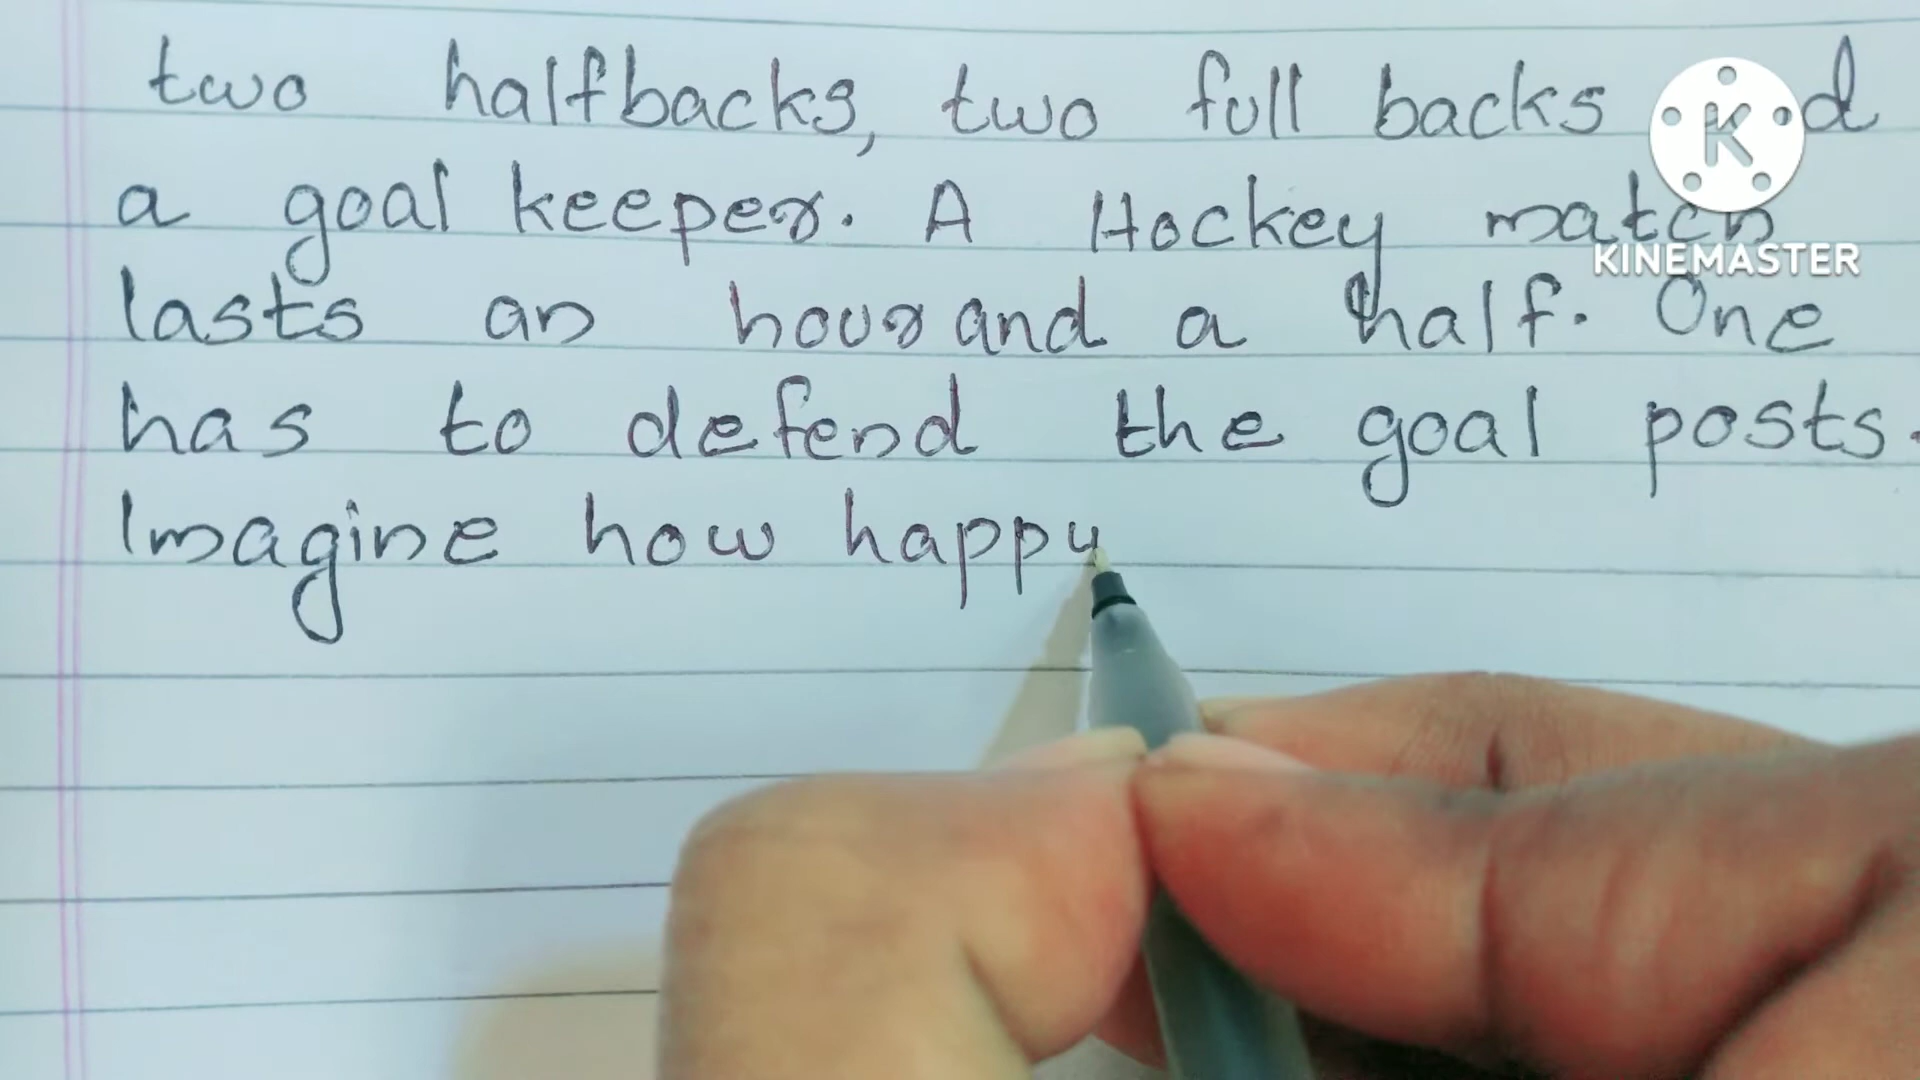 two halfbacks, two full backs d
a goal keeper. A Hockey match
KINEMASTER
lasts an hour and a half. One
has to defend the goal posts.
Imagine how happy